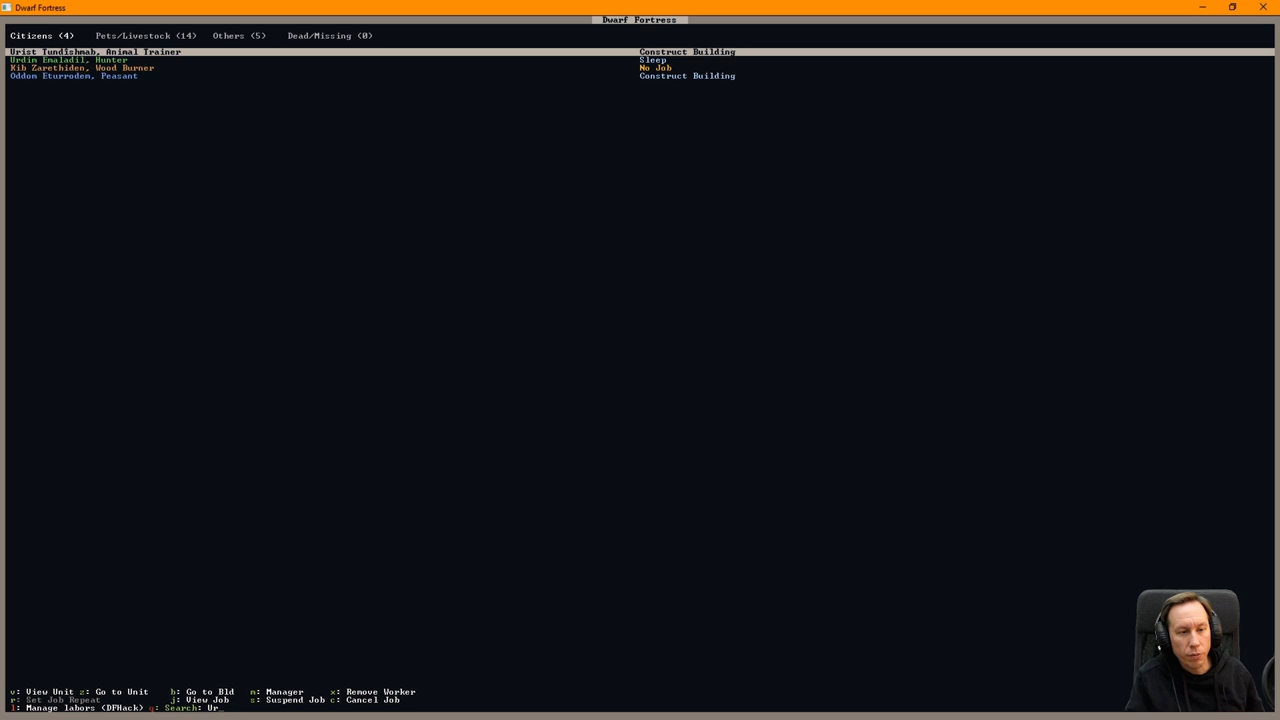 Dwarf Fortress
Dwarf Fortress
Citizens (4) Pets/Livestock (14) Others (5) Dead/Missing (0)
Urist Tundishmab, Animal Trainer Construct Building
Urdim Emaladil, Hunter Sleep
Kib Zarethiden, Wood Burner No Job
Oddom Eturrodem, Peasant Construct Building
v: View Unit z: Go to Unit b: Go to Bld m: Manager x: Remove Worker
r: Set Job Repeat j: View Job s: Suspend Job c: Cancel Job
l: Manage labors (DFHack) q: Search: Ur_